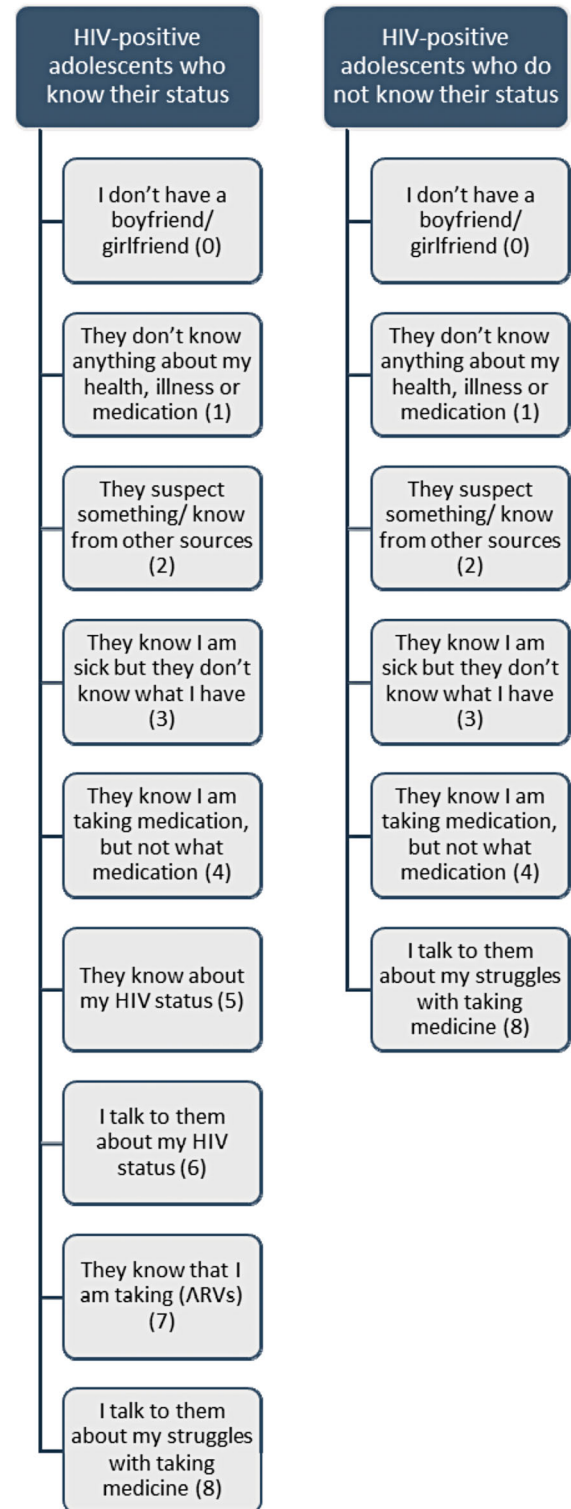 HIV-positive
adolescents who
know their status
I don’t have a
boyfriend/
girlfriend (0)
They don’t know
anything about my
health, illness or
medication (1)
They suspect
something/ know
from other sources
(2)
They know I am
sick but they don’t
know what I have
(3)
They know I am
taking medication,
but not what
medication (4)
They know about
my HIV status (5)
I talk to them
about my HIV
status (6)
They know that I
am taking (ARVs)
(7)
I talk to them
about my struggles
with taking
medicine (8)
HIV-positive
adolescents who do
not know their status
I don’t have a
boyfriend/
girlfriend (0)
They don’t know
anything about my
health, illness or
medication (1)
They suspect
something/ know
from other sources
(2)
They know I am
sick but they don’t
know what I have
(3)
They know I am
taking medication,
but not what
medication (4)
I talk to them
about my struggles
with taking
medicine (8)